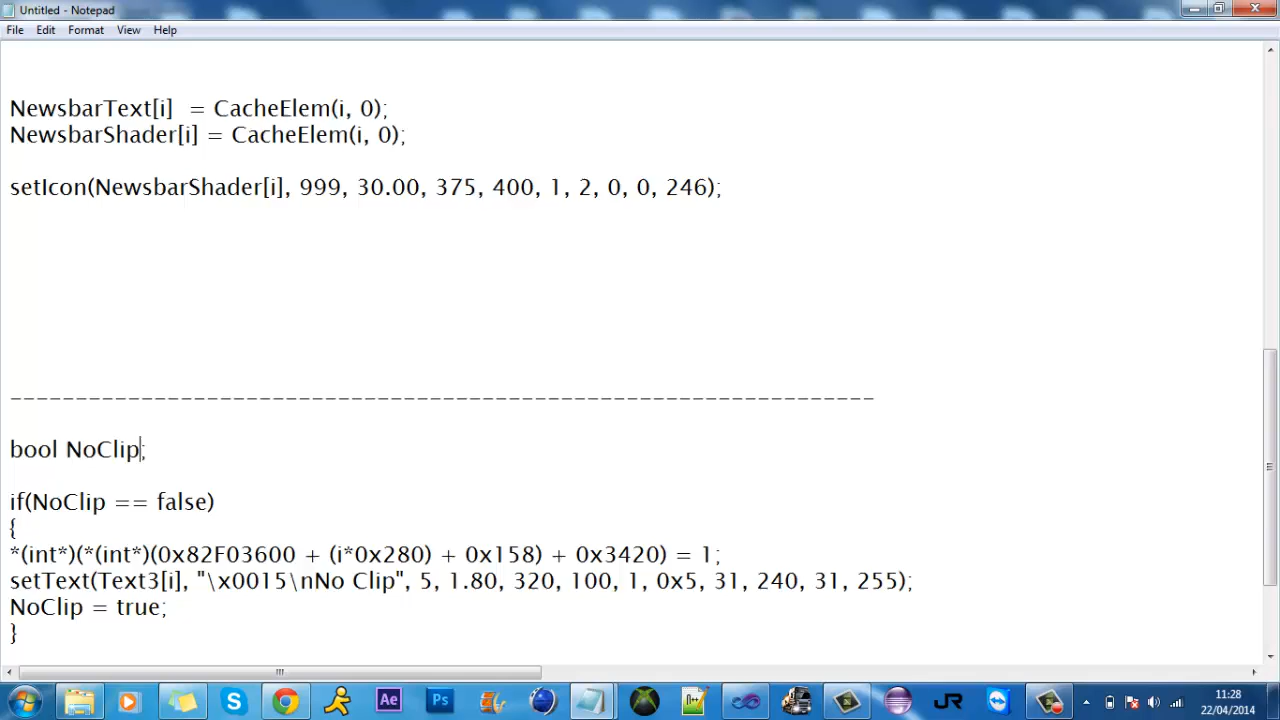 Untitled - Notepad
File Edit Format View Help
NewsbarText[i]  = CacheElem(i, 0);
NewsbarShader[i] = CacheElem(i, 0);
setIcon(NewsbarShader[i], 999, 30.00, 375, 400, 1, 2, 0, 0, 246);
------------------------------------------------------------------
bool NoClip;
if(NoClip == false)
{
*(int*)(*(int*)(0x82F03600 + (i*0x280) + 0x158) + 0x3420) = 1;
setText(Text3[i], "\x0015\nNo Clip", 5, 1.80, 320, 100, 1, 0x5, 31, 240, 31, 255);
NoClip = true;
}
Ae Ps JR 11:28
22/04/2014